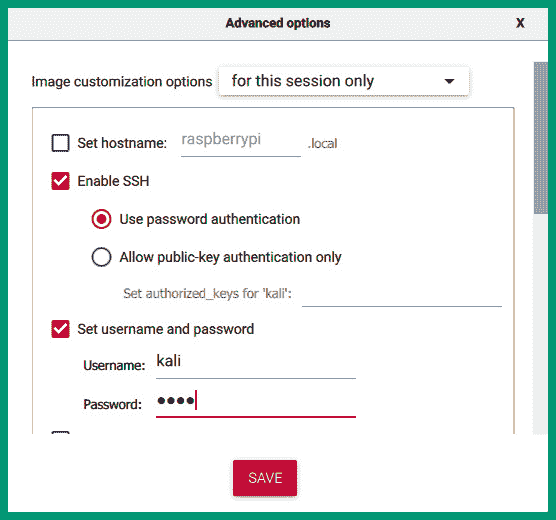 Advanced options X
Image customization options for this session only
Set hostname: raspberrypi .local
Enable SSH
Use password authentication
Allow public-key authentication only
Set authorized_keys for 'kali':
Set username and password
Username: kali
Password: ••••
SAVE